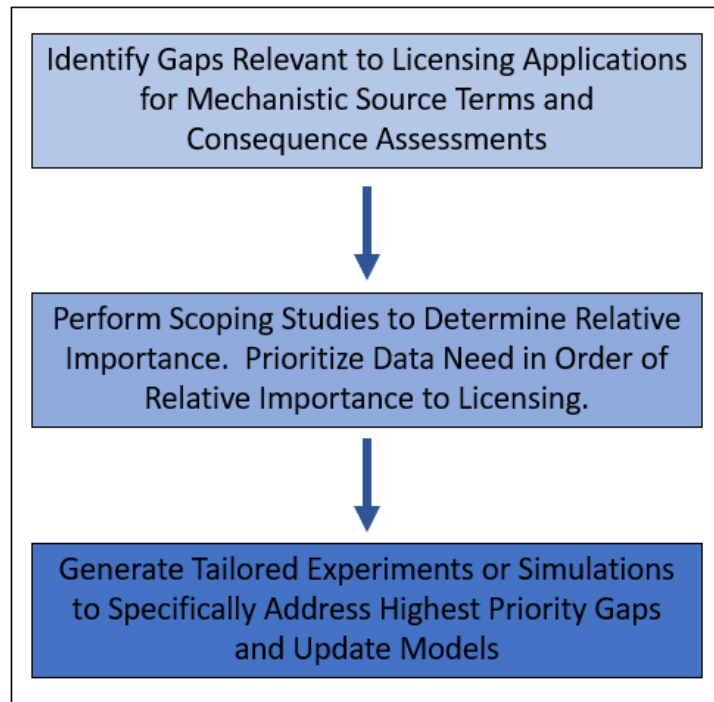 Identify Gaps Relevant to Licensing Applications
for Mechanistic Source Terms and
Consequence Assessments
Perform Scoping Studies to Determine Relative
Importance.  Prioritize Data Need in Order of
Relative Importance to Licensing.
Generate Tailored Experiments or Simulations
to Specifically Address Highest Priority Gaps
and Update Models